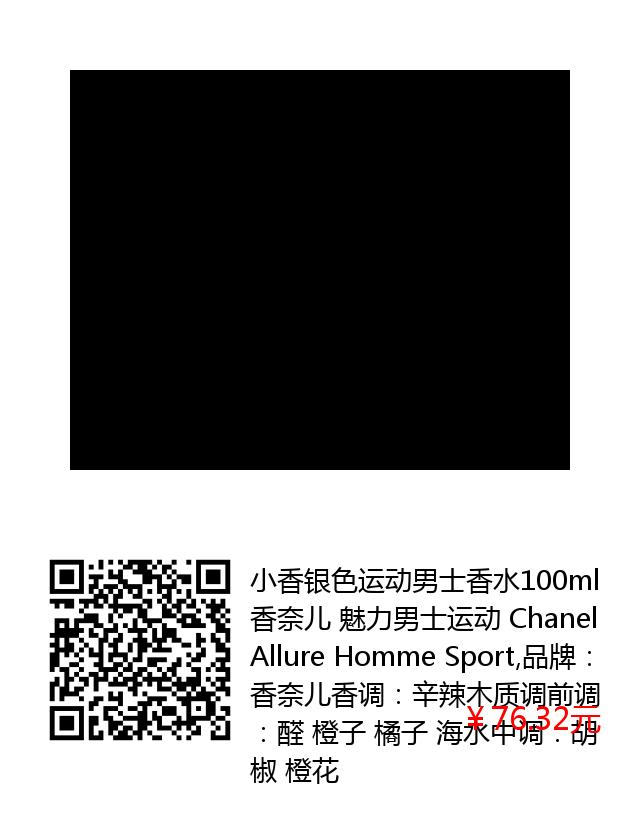 小香银色运动男士香水100ml
香奈儿 魅力男士运动 Chanel
Allure Homme Sport,品牌：
香奈儿香调：辛辣木质调前调
：醛 橙子 橘子 海水中调：胡
椒 橙花
￥76.32元